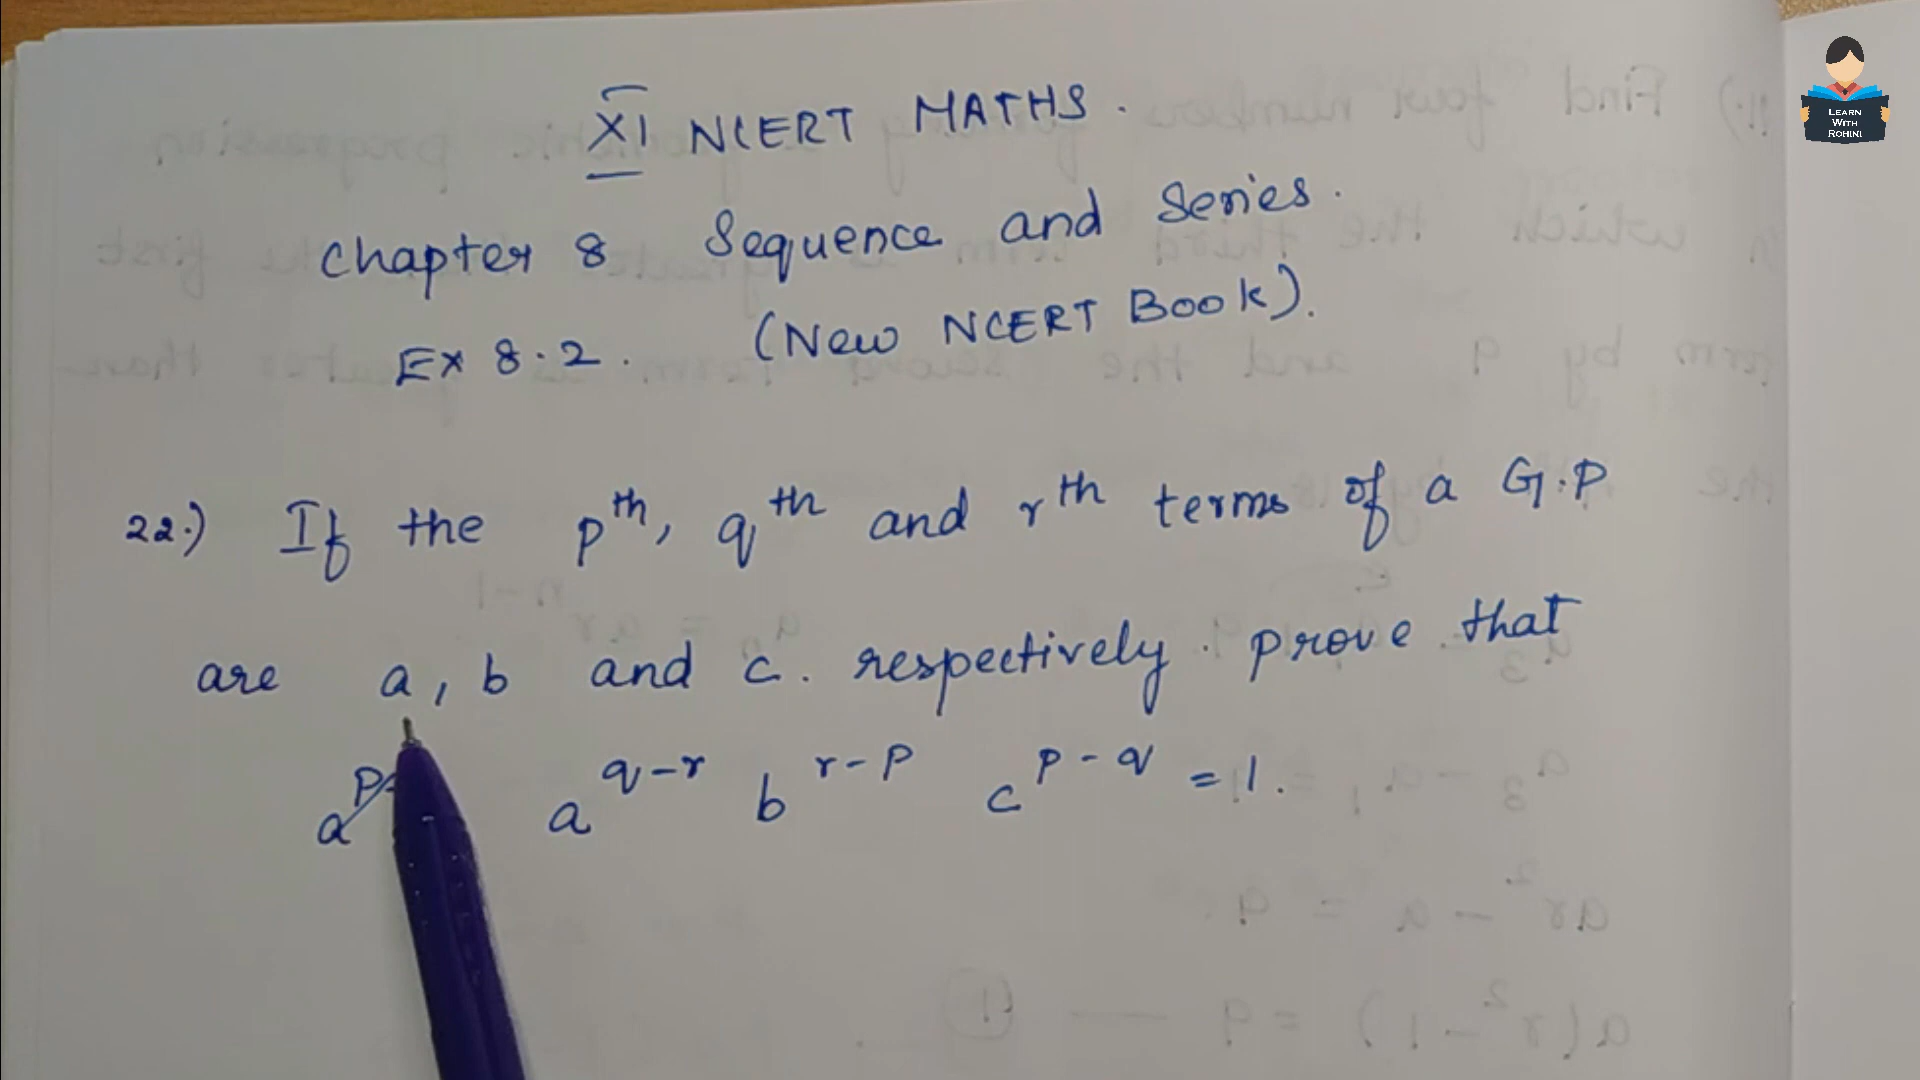 XI NCERT MATHS.
Chapter 8 Sequence and Series.
Ex 8.2. (New NCERT Book).
22.) If the pth, qth and rth terms of a G.P
are a, b and c. respectively. prove that
a^(q-r) b^(r-p) c^(p-q) = 1.
LEARN
WITH
ROHINI